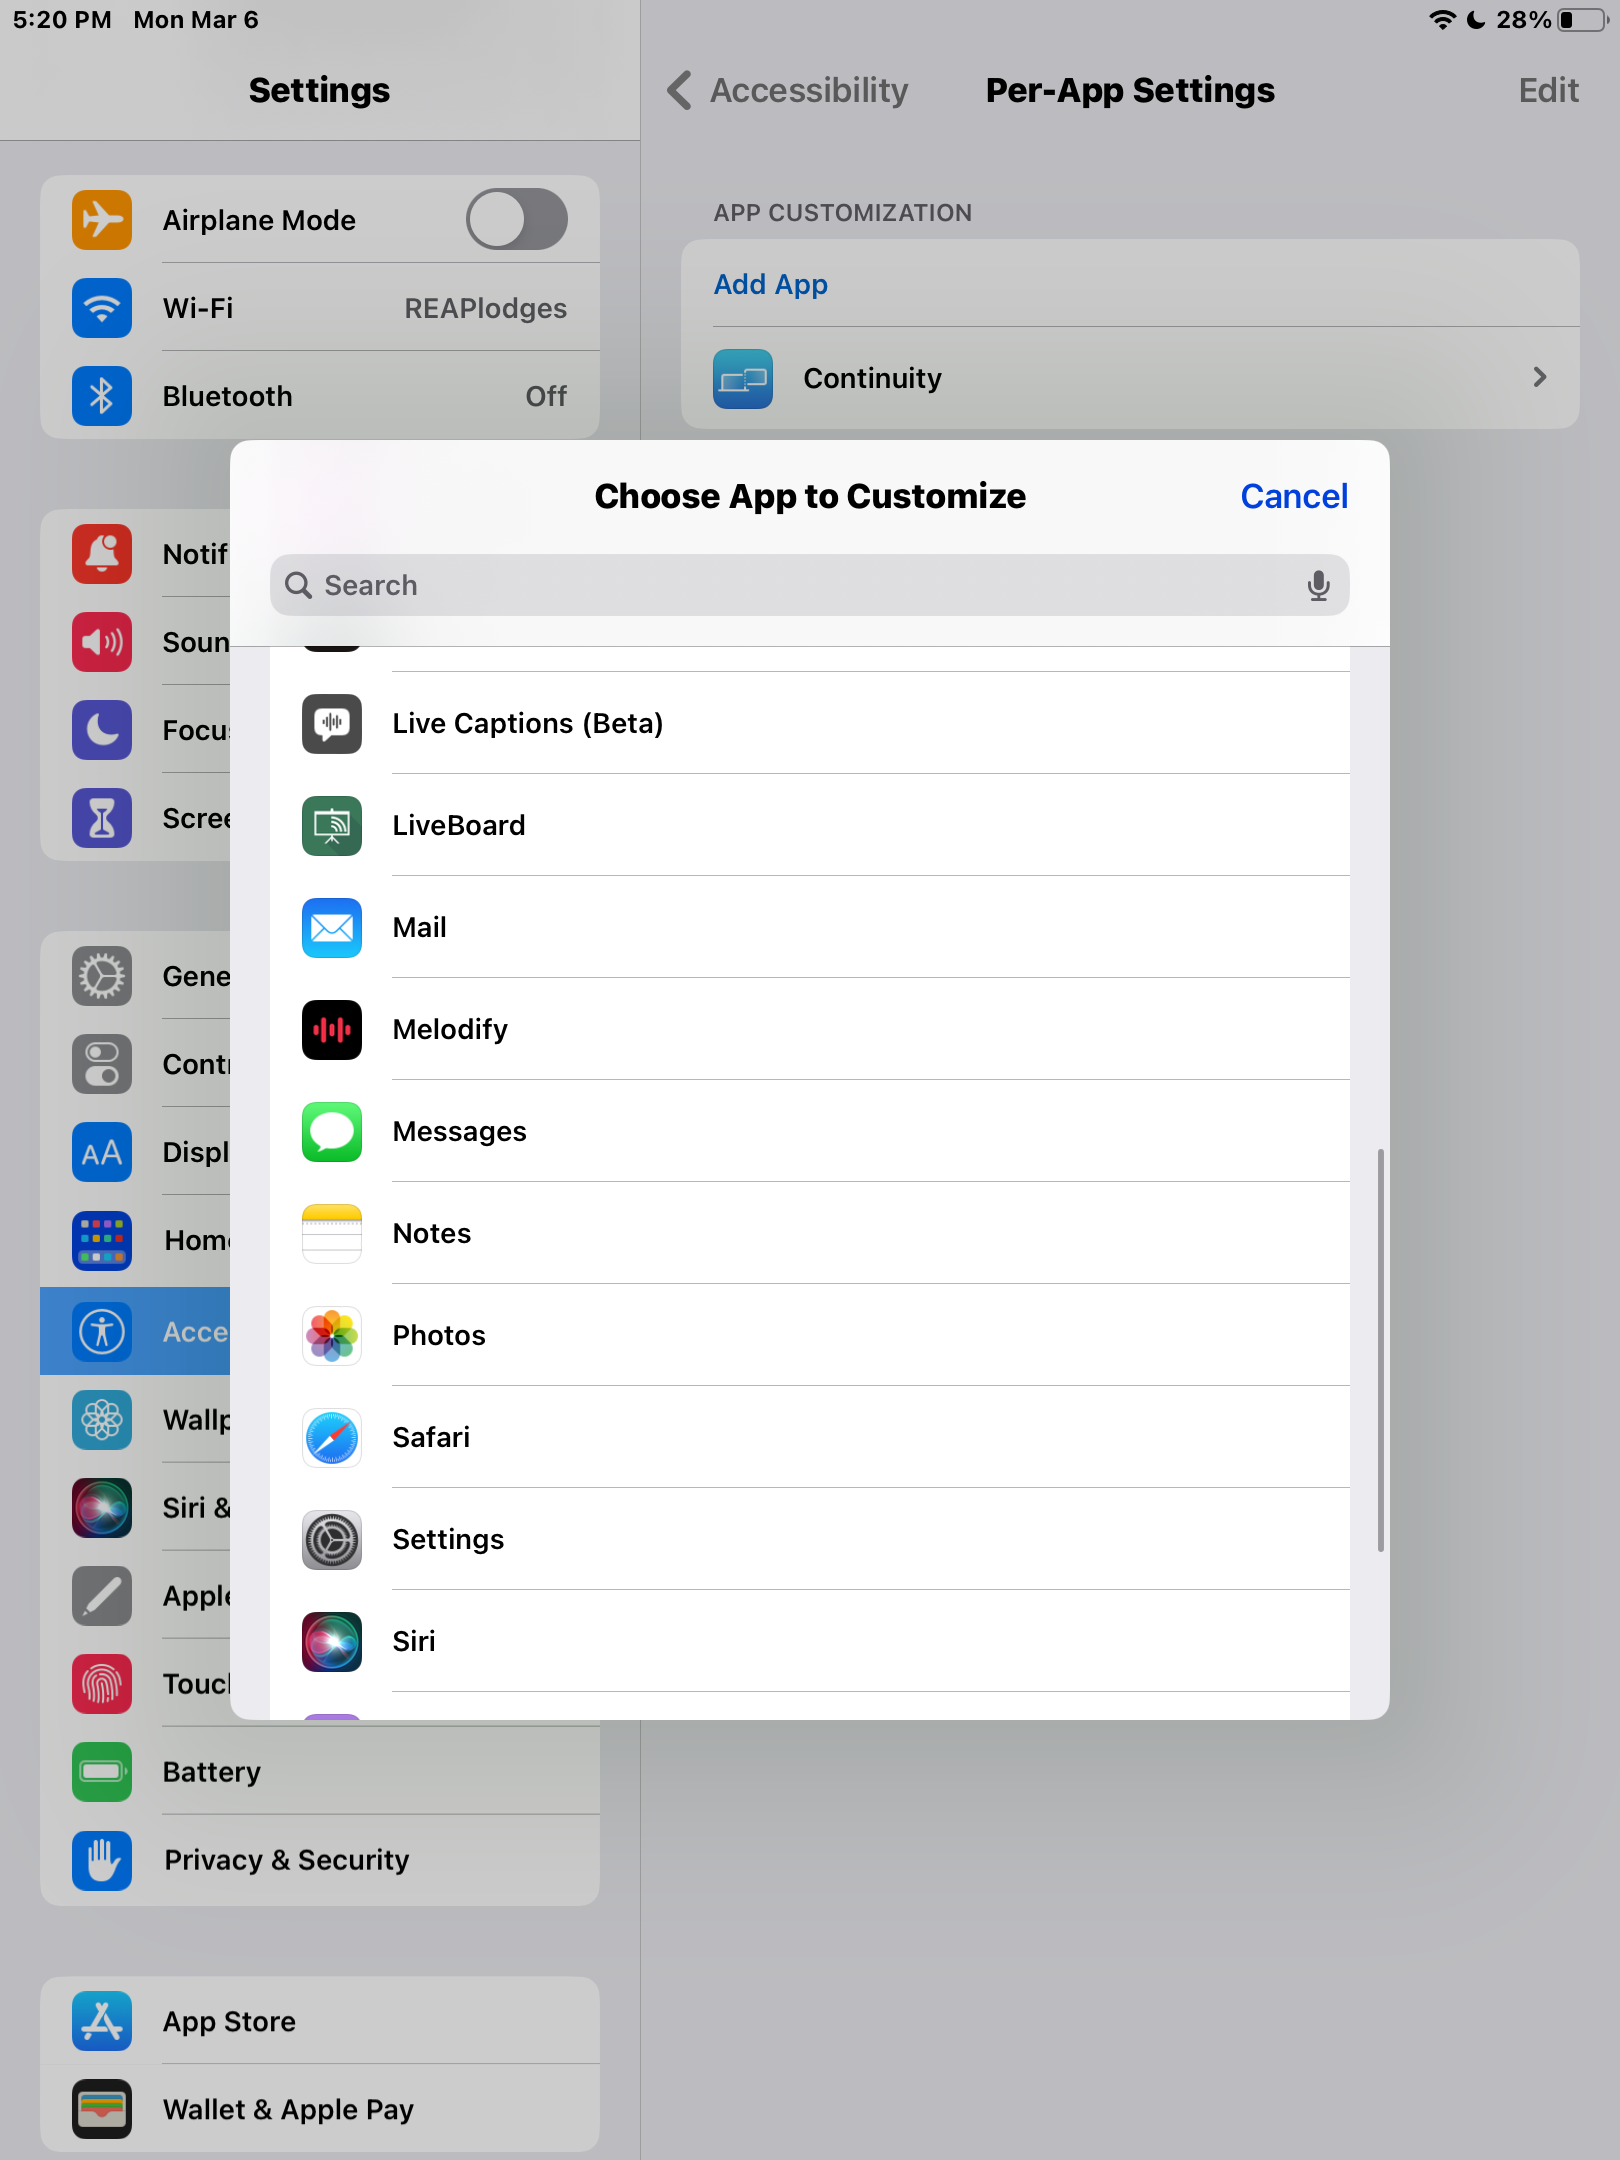 5:20 PM Mon Mar 6
28%
Settings
Accessibility
Per-App Settings
Edit
Airplane Mode
Wi-Fi
REAPlodges
Bluetooth
Off
APP CUSTOMIZATION
Add App
Continuity
Choose App to Customize
Cancel
Search
Live Captions (Beta)
LiveBoard
Mail
Melodify
Messages
Notes
Photos
Safari
Settings
Siri
Notif
Soun
Focu
Scree
Gene
Cont
AA
Displ
Hom
Acce
Wallp
Siri &
Apple
Touc
Battery
Privacy & Security
App Store
Wallet & Apple Pay